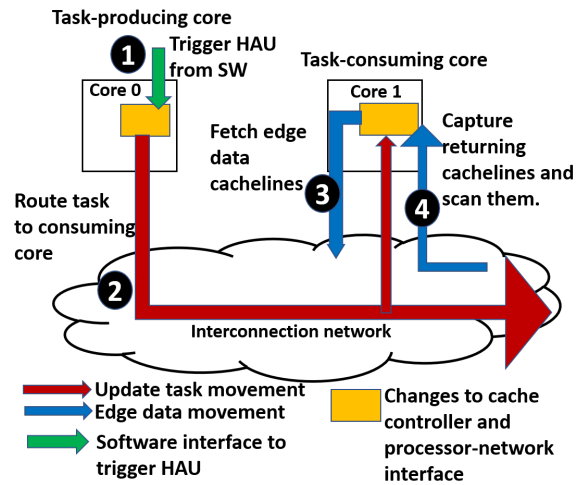 Task-producing core
1
Trigger HAU
from SW
Core 0
Task-consuming core
Core 1
Fetch edge
data
cachelines
3
Capture
returning
cachelines and
scan them.
4
Route task
to consuming
core
2
Interconnection network
Update task movement
Edge data movement
Software interface to
trigger HAU
Changes to cache
controller and
processor-network
interface